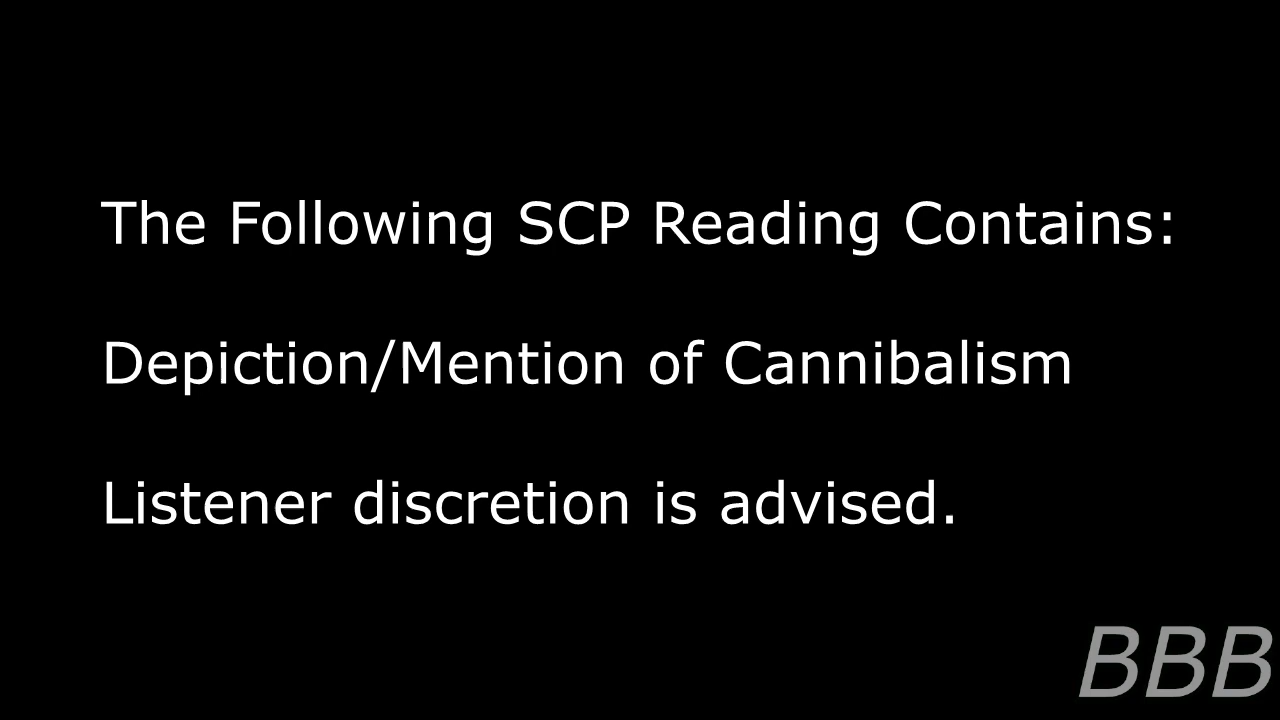 The Following SCP Reading Contains:
Depiction/Mention of Cannibalism
Listener discretion is advised.
BBB